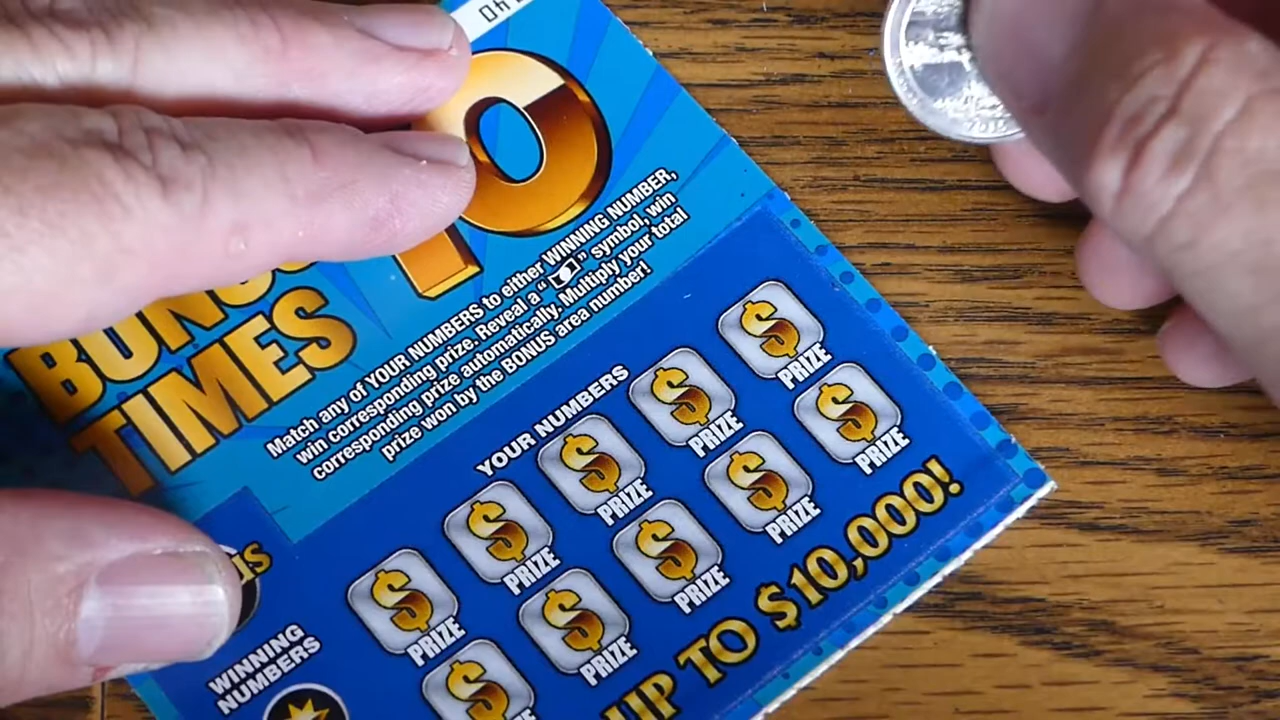 10
BONUS
TIMES
Match any of YOUR NUMBERS to either WINNING NUMBER,
win corresponding prize. Reveal a " " symbol, win
corresponding prize automatically. Multiply your total
prize won by the BONUS area number!
YOUR NUMBERS
$ $ $ $ $
PRIZE PRIZE PRIZE PRIZE PRIZE
$ $ $ $ $
PRIZE PRIZE PRIZE PRIZE
WINNING
NUMBERS
UP TO $10,000!